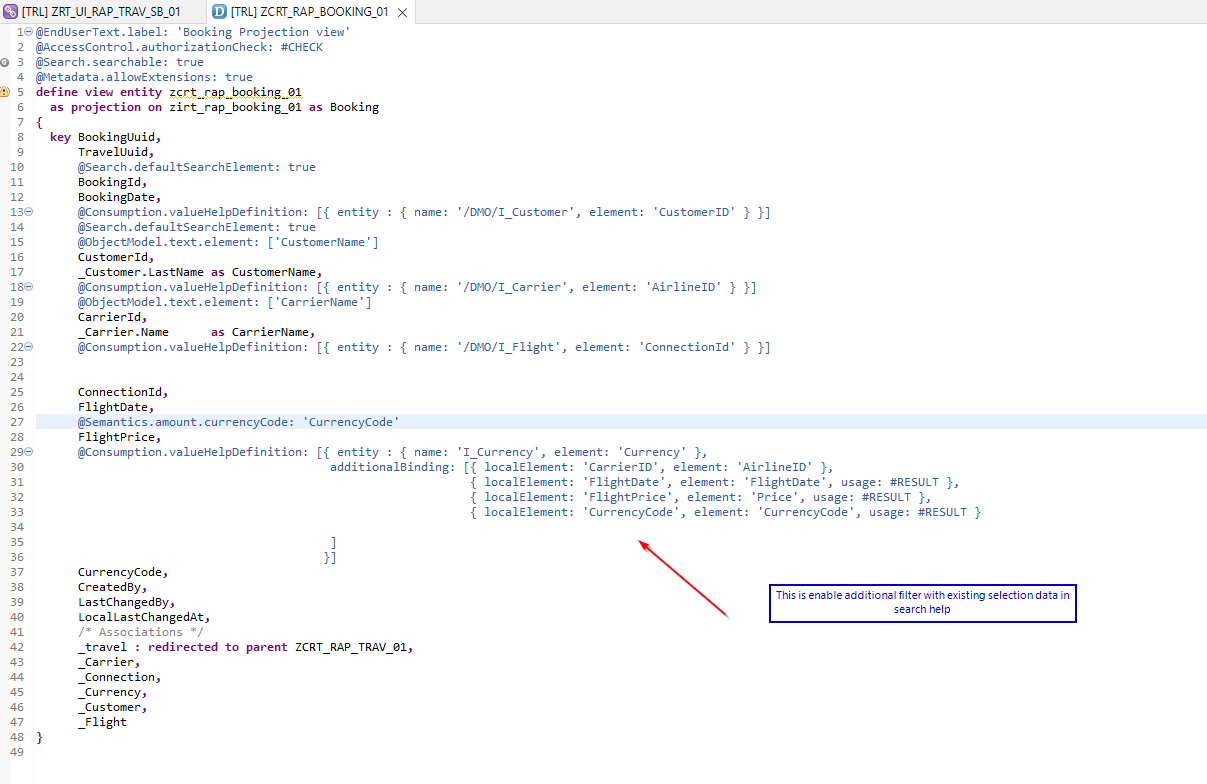 [TRL] ZRT_UI_RAP_TRAV_SB_01 [TRL] ZCRT_RAP_BOOKING_01
1 @EndUserText.label: 'Booking Projection view'
2 @AccessControl.authorizationCheck: #CHECK
3 @Search.searchable: true
4 @Metadata.allowExtensions: true
5 define view entity zcrt_rap_booking_01
6 as projection on zirt_rap_booking_01 as Booking
7 {
8 key BookingUuid,
9 TravelUuid,
10 @Search.defaultSearchElement: true
11 BookingId,
12 BookingDate,
13 @Consumption.valueHelpDefinition: [{ entity : { name: '/DMO/I_Customer', element: 'CustomerID' } }]
14 @Search.defaultSearchElement: true
15 @ObjectModel.text.element: ['CustomerName']
16 CustomerId,
17 _Customer.LastName as CustomerName,
18 @Consumption.valueHelpDefinition: [{ entity : { name: '/DMO/I_Carrier', element: 'AirlineID' } }]
19 @ObjectModel.text.element: ['CarrierName']
20 CarrierId,
21 _Carrier.Name as CarrierName,
22 @Consumption.valueHelpDefinition: [{ entity : { name: '/DMO/I_Flight', element: 'ConnectionId' } }]
23
24
25 ConnectionId,
26 FlightDate,
27 @Semantics.amount.currencyCode: 'CurrencyCode'
28 FlightPrice,
29 @Consumption.valueHelpDefinition: [{ entity : { name: 'I_Currency', element: 'Currency' },
30 additionalBinding: [{ localElement: 'CarrierID', element: 'AirlineID' },
31 { localElement: 'FlightDate', element: 'FlightDate', usage: #RESULT },
32 { localElement: 'FlightPrice', element: 'Price', usage: #RESULT },
33 { localElement: 'CurrencyCode', element: 'CurrencyCode', usage: #RESULT }
34
35 ]
36 }]
37 CurrencyCode,
38 CreatedBy,
39 LastChangedBy,
40 LocalLastChangedAt,
41 /* Associations */
42 _travel : redirected to parent ZCRT_RAP_TRAV_01,
43 _Carrier,
44 _Connection,
45 _Currency,
46 _Customer,
47 _Flight
48 }
49
This is enable additional filter with existing selection data in
search help